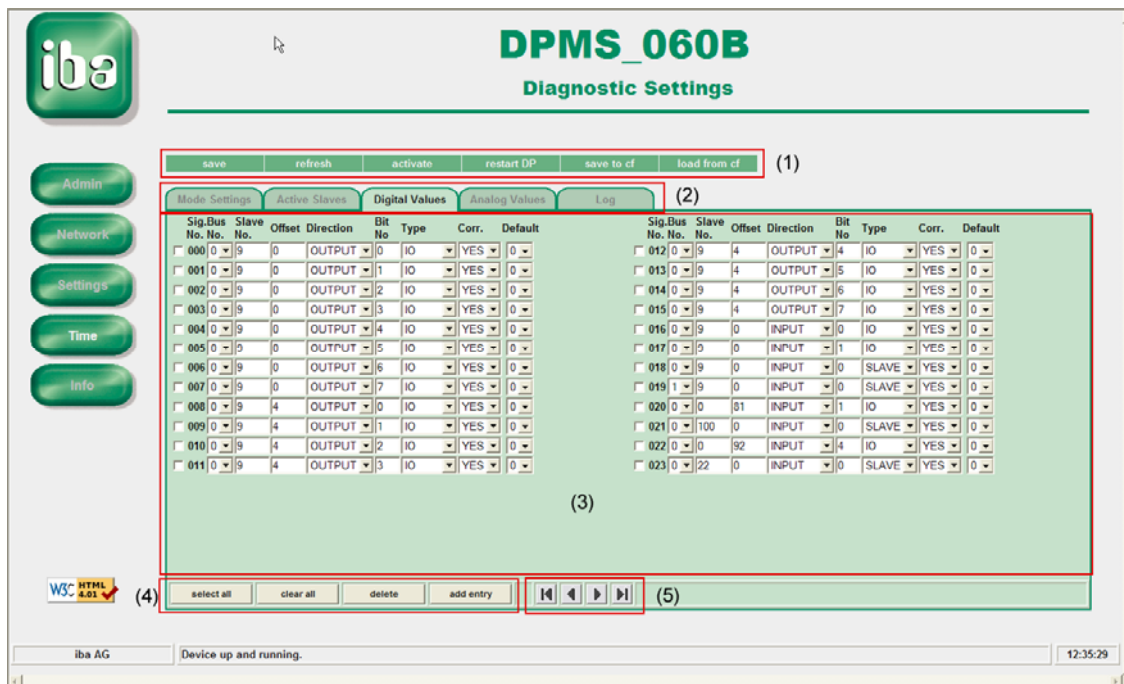 iba
DPMS_060B
Diagnostic Settings
save refresh activate restart DP save to cf load from cf (1)
Mode Settings Active Slaves Digital Values Analog Values Log (2)
Admin
Network
Settings
Time
Info
Sig. Bus Slave Offset Direction Bit Type Corr. Default
No. No. No. No
000 0 9 0 OUTPUT 0 IO YES 0
001 0 9 0 OUTPUT 1 IO YES 0
002 0 9 0 OUTPUT 2 IO YES 0
003 0 9 0 OUTPUT 3 IO YES 0
004 0 9 0 OUTPUT 4 IO YES 0
005 0 9 0 OUTPUT 5 IO YES 0
006 0 9 0 OUTPUT 6 IO YES 0
007 0 9 0 OUTPUT 7 IO YES 0
008 0 9 4 OUTPUT 0 IO YES 0
009 0 9 4 OUTPUT 1 IO YES 0
010 0 9 4 OUTPUT 2 IO YES 0
011 0 9 4 OUTPUT 3 IO YES 0
Sig. Bus Slave Offset Direction Bit Type Corr. Default
No. No. No. No
012 0 9 4 OUTPUT 4 IO YES 0
013 0 9 4 OUTPUT 5 IO YES 0
014 0 9 4 OUTPUT 6 IO YES 0
015 0 9 4 OUTPUT 7 IO YES 0
016 0 9 0 INPUT 0 IO YES 0
017 0 9 0 INPUT 1 IO YES 0
018 0 9 0 INPUT 0 SLAVE YES 0
019 1 9 0 INPUT 0 SLAVE YES 0
020 0 0 81 INPUT 1 IO YES 0
021 0 100 0 INPUT 0 SLAVE YES 0
022 0 0 92 INPUT 4 IO YES 0
023 0 22 0 INPUT 0 SLAVE YES 0
(3)
W3C HTML 4.01
(4) select all clear all delete add entry (5)
iba AG Device up and running. 12:35:29